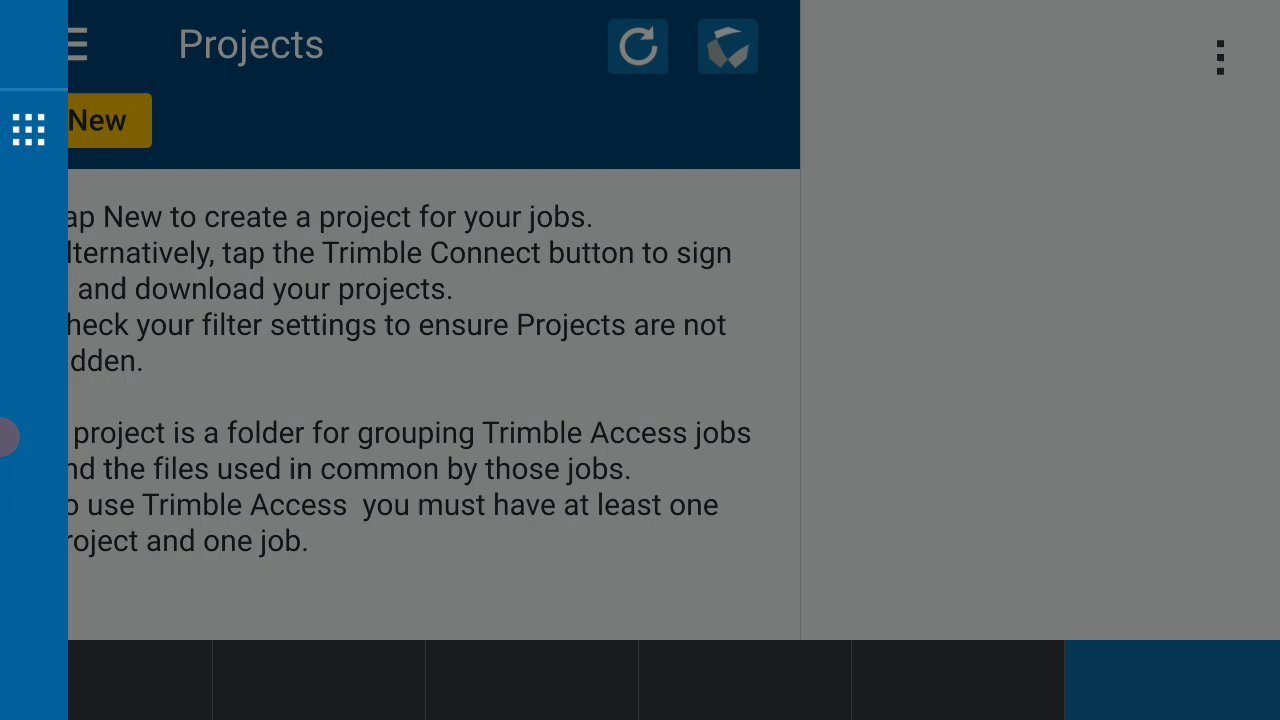 Projects
New
ap New to create a project for your jobs.
lternatively, tap the Trimble Connect button to sign
and download your projects.
heck your filter settings to ensure Projects are not
dden.
project is a folder for grouping Trimble Access jobs
nd the files used in common by those jobs.
o use Trimble Access  you must have at least one
roject and one job.